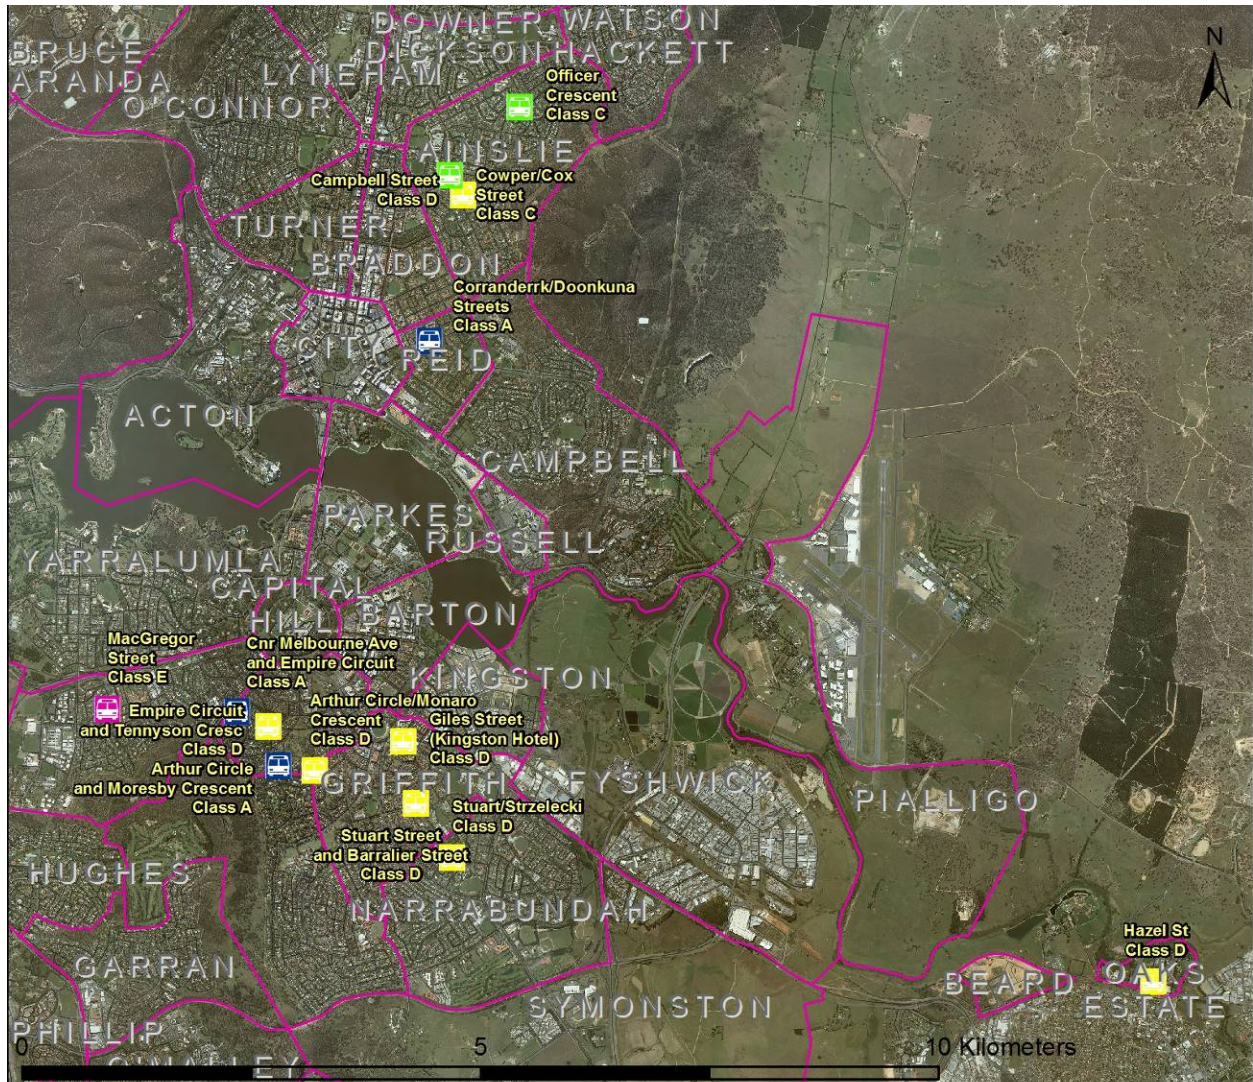 DOWNER WATSON
BRUCE
DICKSON HACKETT
ARANDA
LYNEHAM
O'CONNOR
N
Officer
Crescent
Class C
AINSLIE
Campbell Street
Class D
Cowper/Cox
Street
Class C
TURNER
BRADDON
Corranderrk/Doonkuna
Streets
Class A
CITY
REID
ACTON
CAMPBELL
PARKES
RUSSELL
YARRALUMLA
CAPITAL
HILL
BARTON
MacGregor
Street
Class E
Cnr Melbourne Ave
and Empire Circuit
Class A
KINGSTON
Empire Circuit
and Tennyson Cresc
Class D
Arthur Circle/Monaro
Crescent
Class D
Giles Street
(Kingston Hotel)
Class D
Arthur Circle
and Moresby Crescent
Class A
GRIFFITH
FYSHWICK
PIALLIGO
Stuart/Strzelecki
Class D
Stuart Street
and Barralier Street
Class D
HUGHES
NARRABUNDAH
Hazel St
Class D
GARRAN
BEARD
OAKS
ESTATE
SYMONSTON
PHILLIP
0
5
10 Kilometers
O'MALLEY